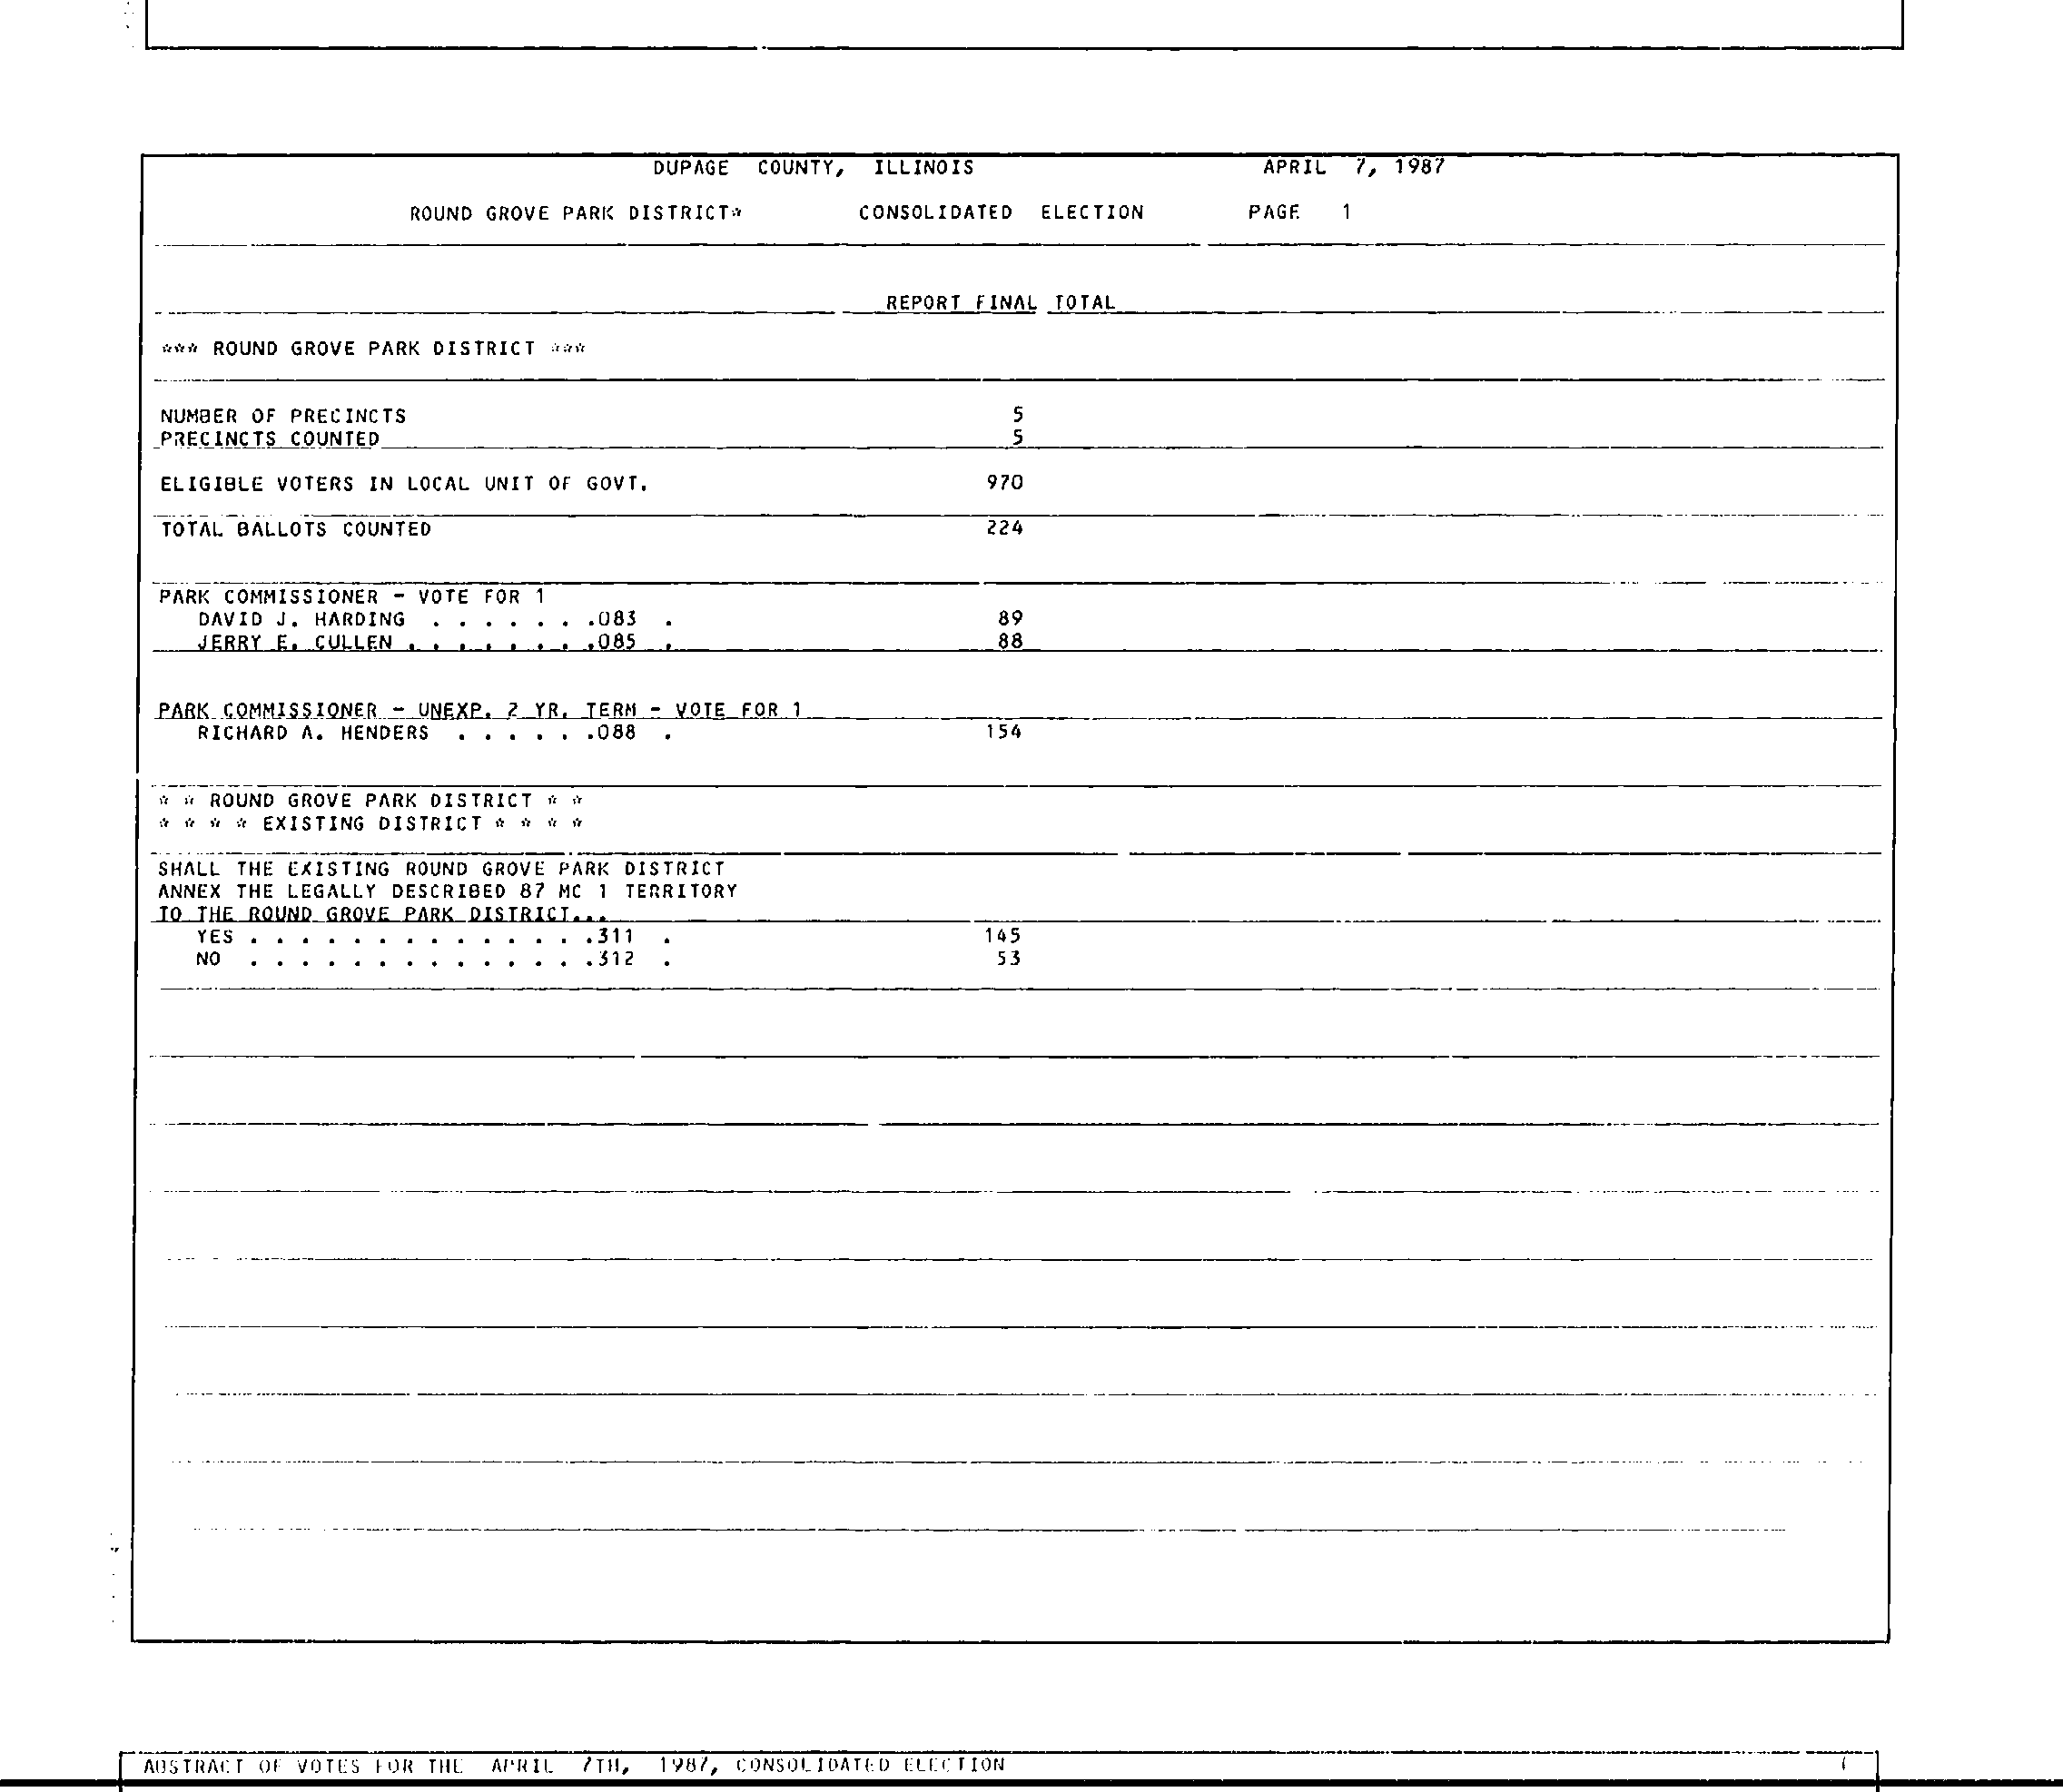 DUPAGE COUNTY, ILLINOIS APRIL 7, 1987
ROUND GROVE PARK DISTRICT* CONSOLIDATED ELECTION PAGE 1
REPORT FINAL TOTAL
*** ROUND GROVE PARK DISTRICT ***
NUMBER OF PRECINCTS 5
PRECINCTS COUNTED 5
ELIGIBLE VOTERS IN LOCAL UNIT OF GOVT. 970
TOTAL BALLOTS COUNTED 224
PARK COMMISSIONER - VOTE FOR 1
DAVID J. HARDING . . . . . . .083 . 89
JERRY E. CULLEN . . . . . . . .085 . 88
PARK COMMISSIONER - UNEXP. 2 YR. TERM - VOTE FOR 1
RICHARD A. HENDERS . . . . . .088 . 154
* * ROUND GROVE PARK DISTRICT * *
* * * * EXISTING DISTRICT * * * *
SHALL THE EXISTING ROUND GROVE PARK DISTRICT
ANNEX THE LEGALLY DESCRIBED 87 MC 1 TERRITORY
TO THE ROUND GROVE PARK DISTRICT...
YES . . . . . . . . . . . . . .311 . 145
NO . . . . . . . . . . . . . .312 . 53
ABSTRACT OF VOTES FOR THE APRIL 7TH, 1987, CONSOLIDATED ELECTION